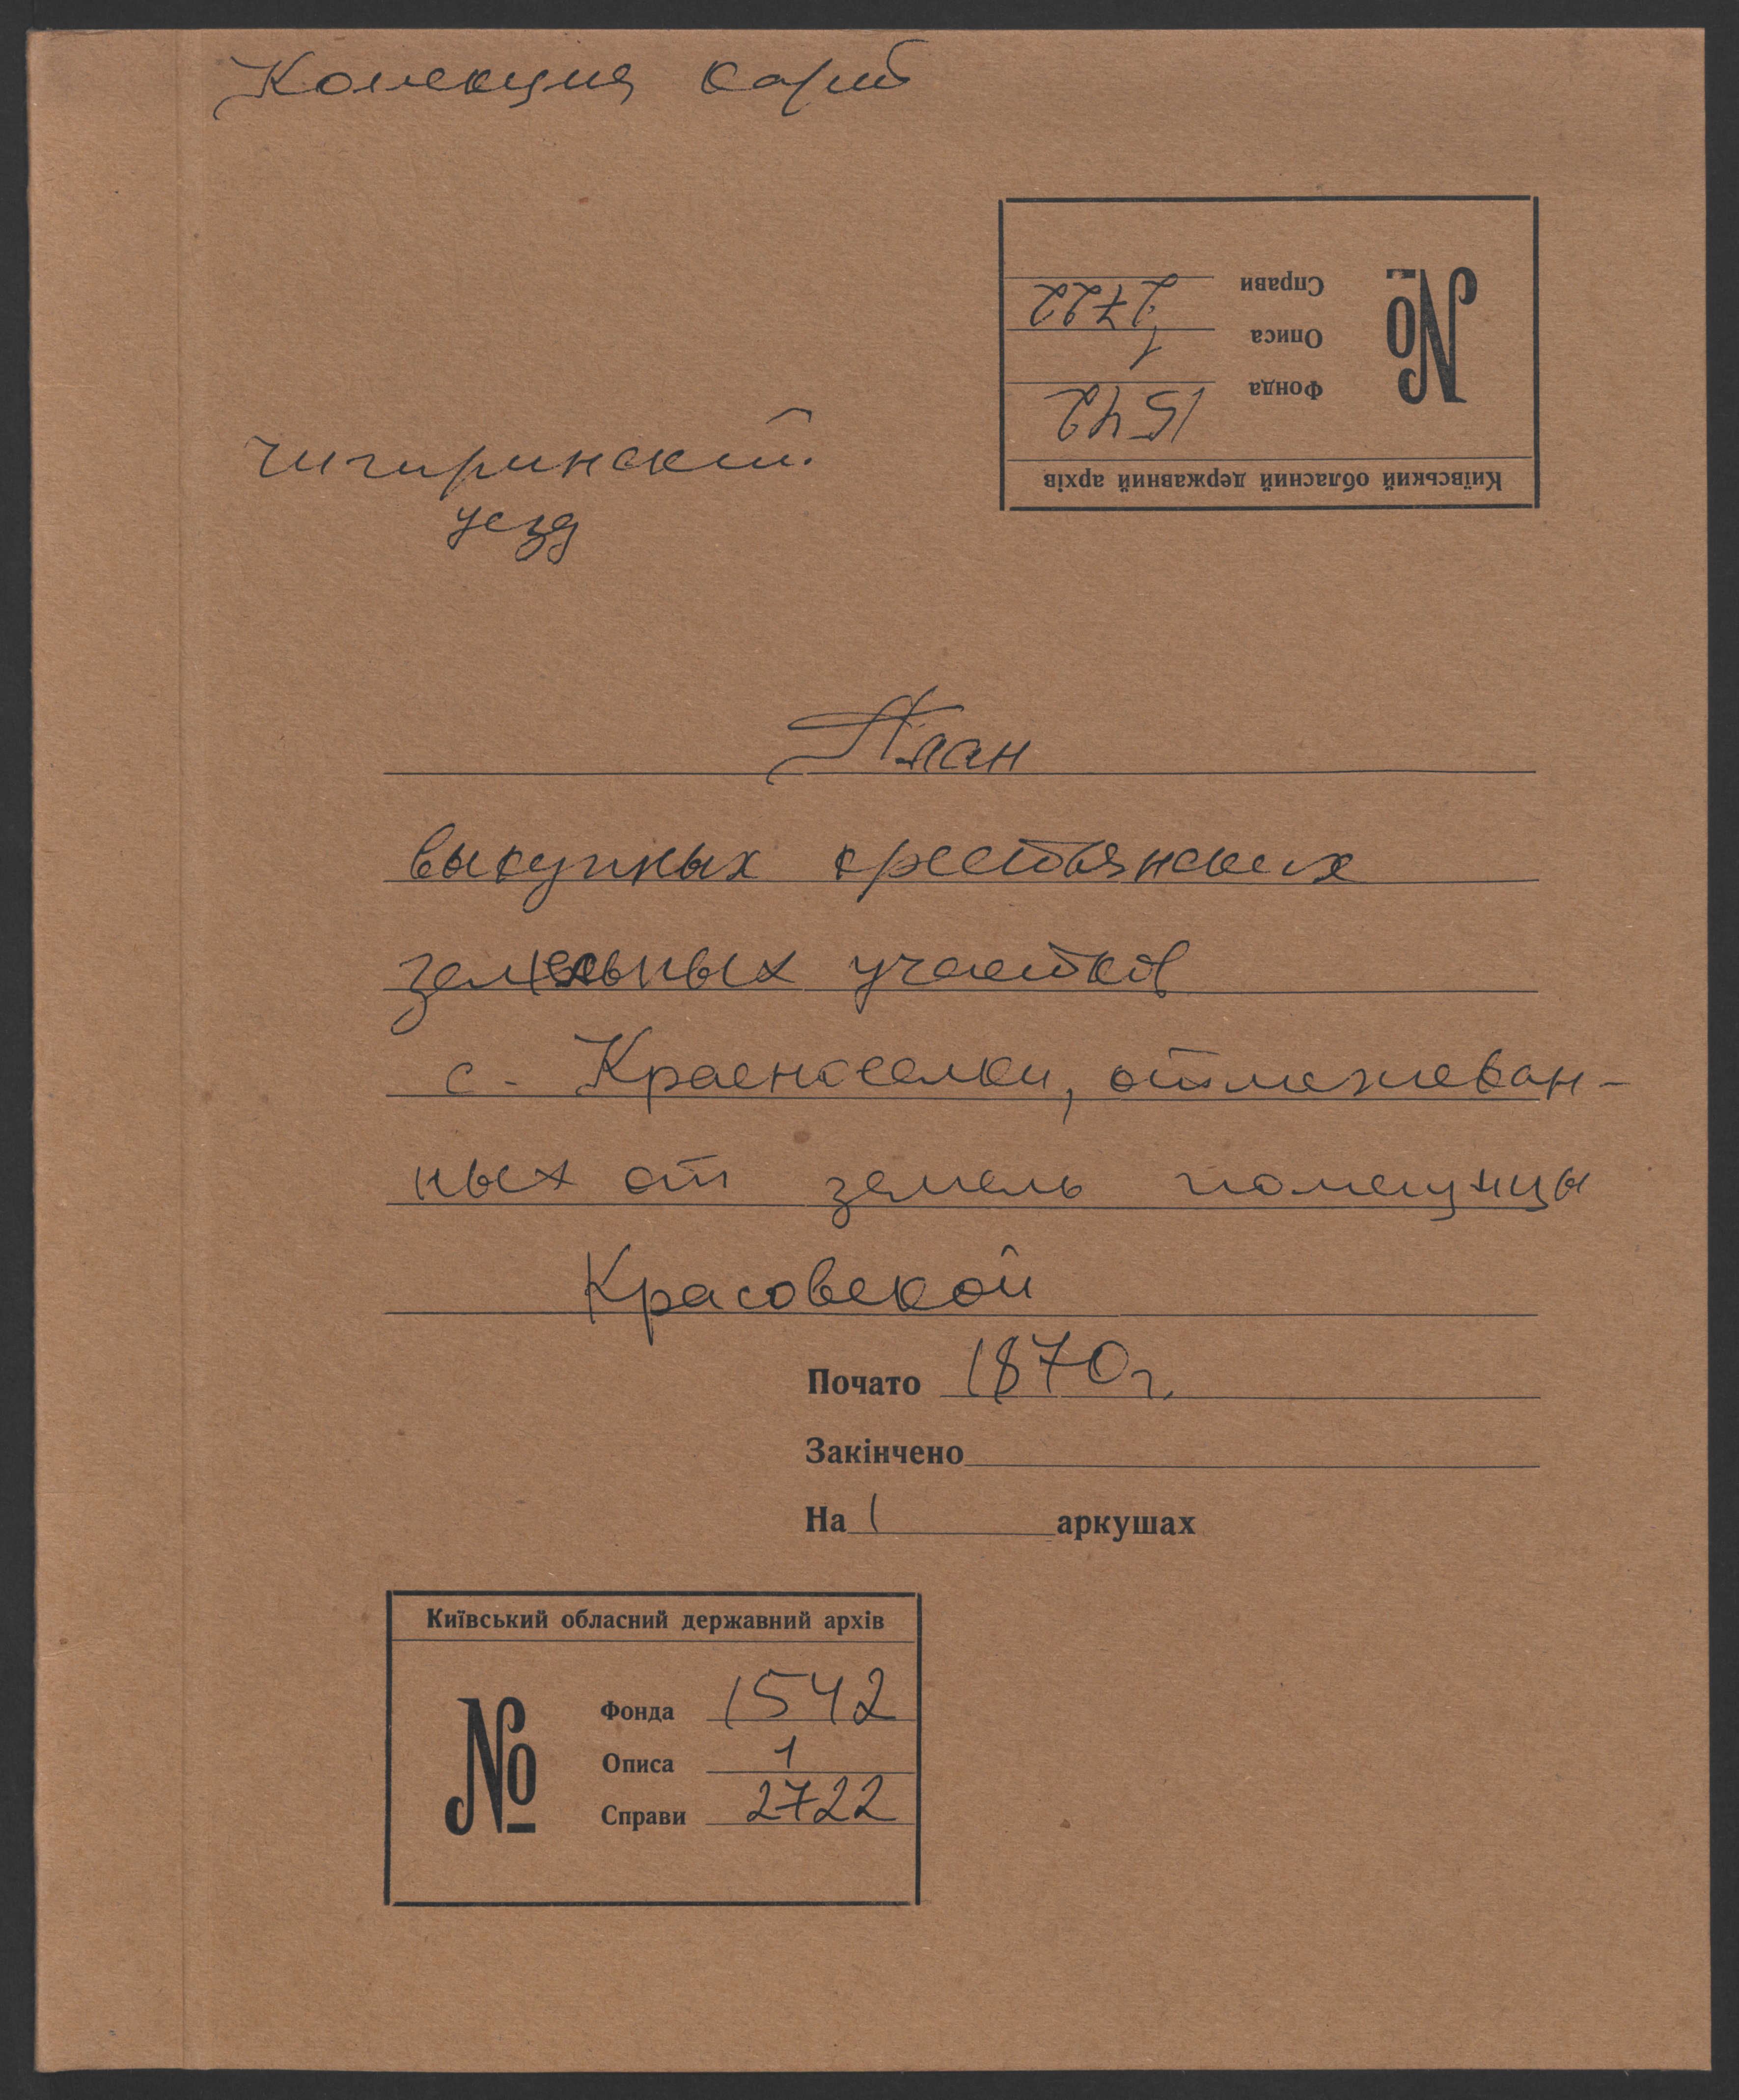 Колекция карт
Київський обласний державний архів
№
Фонда 1542
Описа 1
Справи 2722
Чигиринский
уезд
План
выкупных крестьянских
земельных участков
с. Красноселки, отмежеван-
ных от земель помещицы
Красовской
Почато 1870 г.
Закінчено
На 1 аркушах
Київський обласний державний архів
№
Фонда 1542
Описа 1
Справи 2722